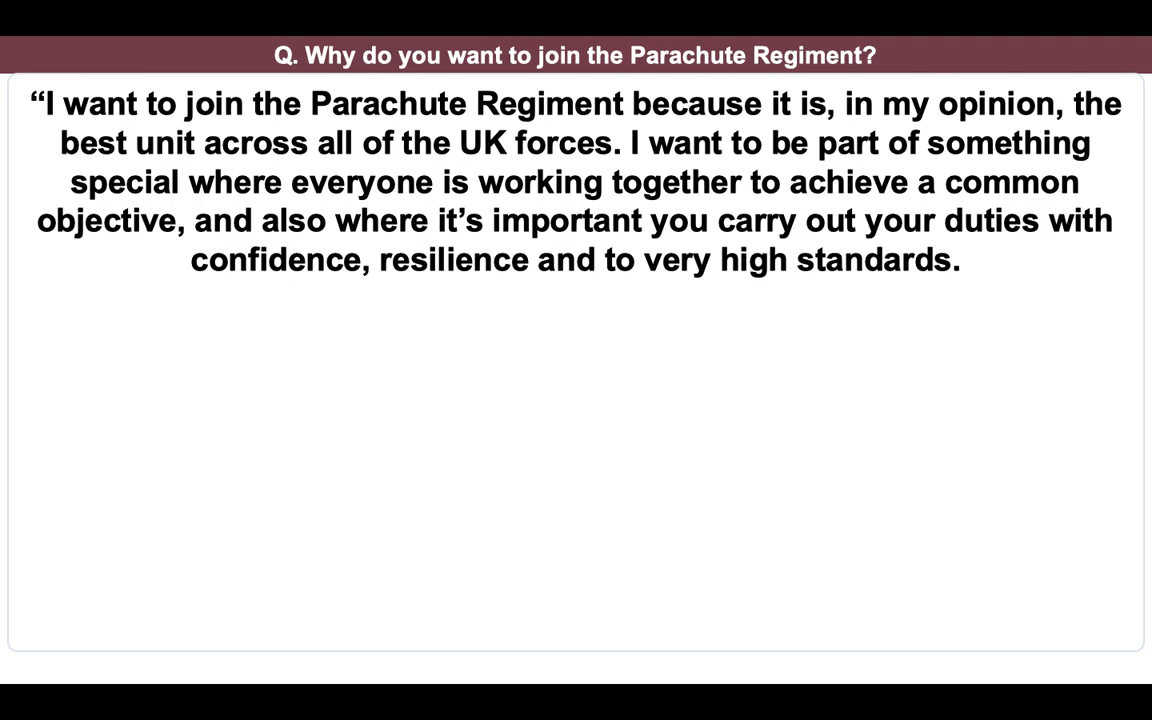 Q. Why do you want to join the Parachute Regiment?
“I want to join the Parachute Regiment because it is, in my opinion, the
best unit across all of the UK forces. I want to be part of something
special where everyone is working together to achieve a common
objective, and also where it’s important you carry out your duties with
confidence, resilience and to very high standards.